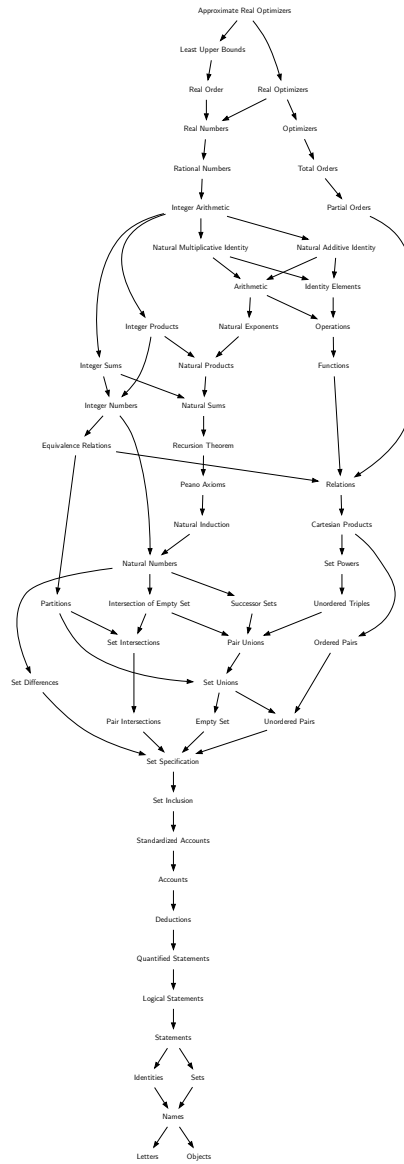 Approximate Real Optimizers
Least Upper Bounds
Real Order
Real Optimizers
Real Numbers
Optimizers
Rational Numbers
Total Orders
Integer Arithmetic
Partial Orders
Natural Multiplicative Identity
Natural Additive Identity
Arithmetic
Identity Elements
Integer Products
Natural Exponents
Operations
Integer Sums
Natural Products
Functions
Integer Numbers
Natural Sums
Equivalence Relations
Recursion Theorem
Peano Axioms
Relations
Natural Induction
Cartesian Products
Natural Numbers
Set Powers
Partitions
Intersection of Empty Set
Successor Sets
Unordered Triples
Set Intersections
Pair Unions
Ordered Pairs
Set Differences
Set Unions
Pair Intersections
Empty Set
Unordered Pairs
Set Specification
Set Inclusion
Standardized Accounts
Accounts
Deductions
Quantified Statements
Logical Statements
Statements
Identities
Sets
Names
Letters
Objects